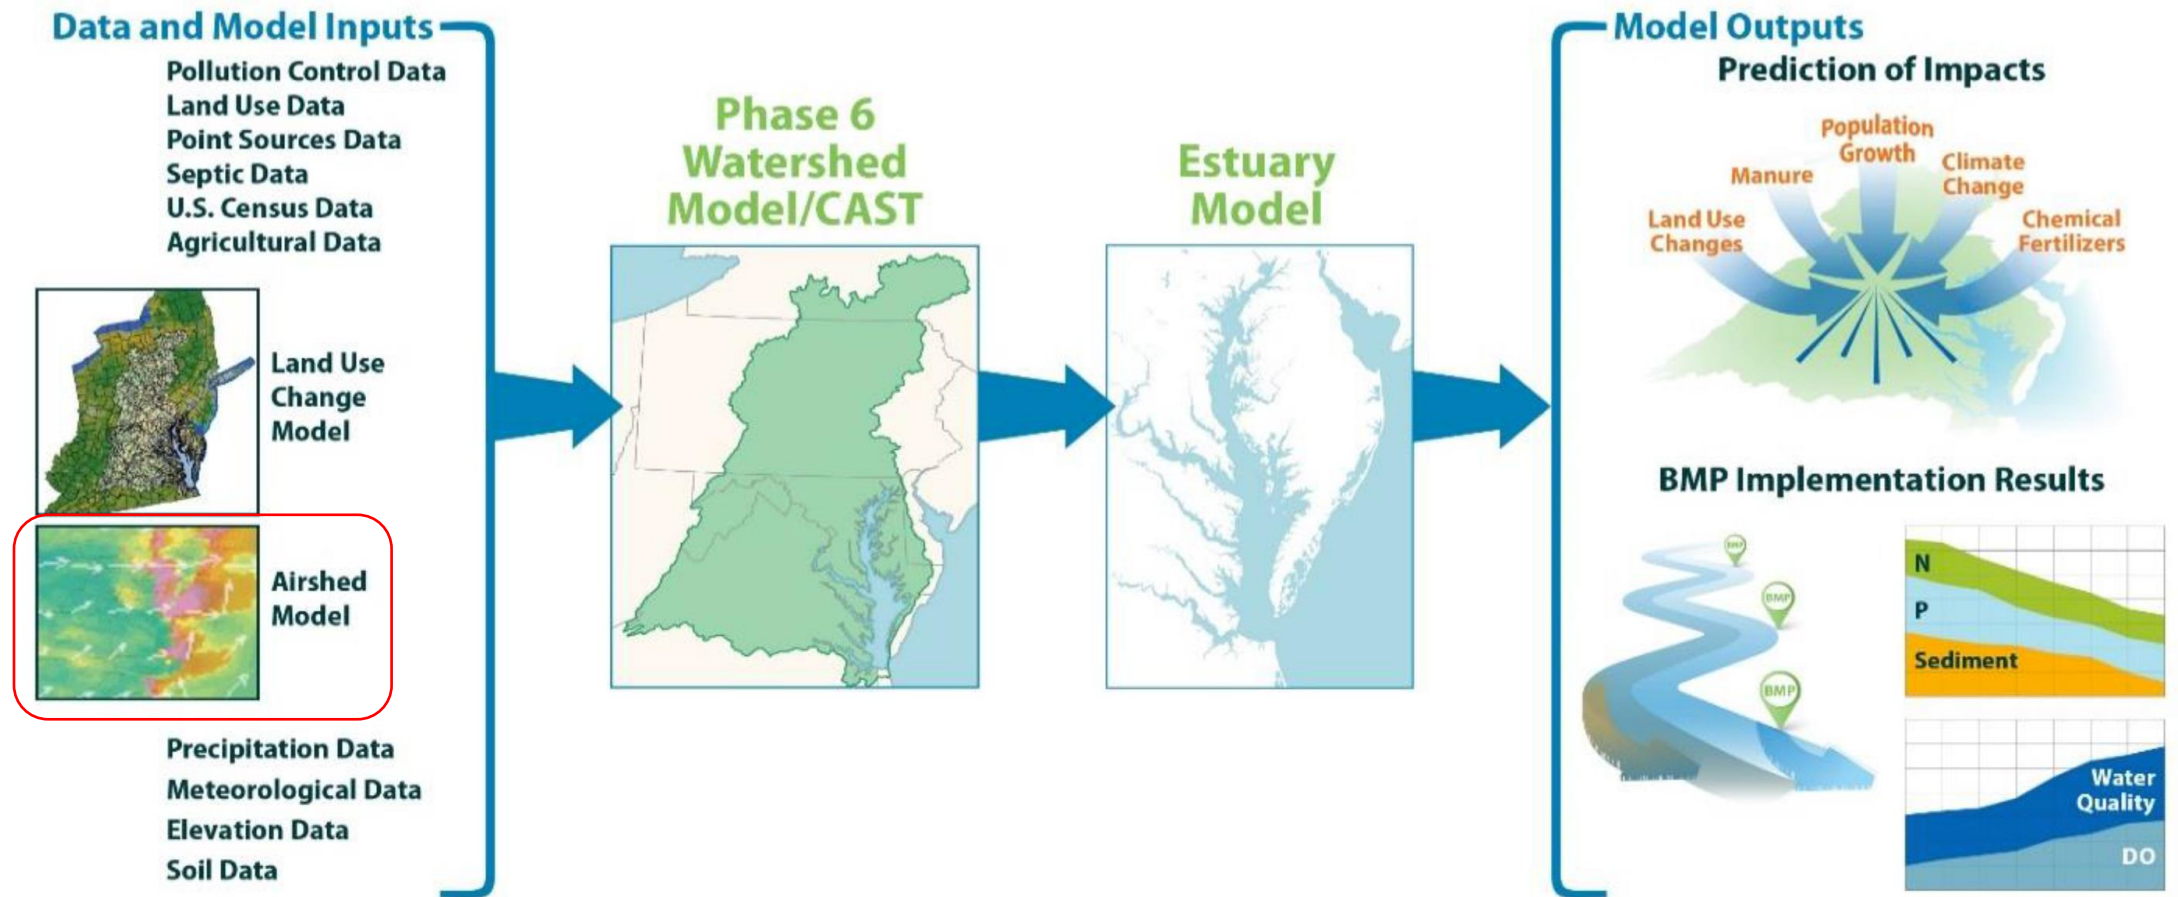 Data and Model Inputs
Pollution Control Data
Land Use Data
Point Sources Data
Septic Data
U.S. Census Data
Agricultural Data
Land Use
Change
Model
Airshed
Model
Precipitation Data
Meteorological Data
Elevation Data
Soil Data
Phase 6
Watershed
Model/CAST
Estuary
Model
Model Outputs
Prediction of Impacts
Population
Growth
Manure
Climate
Change
Land Use
Changes
Chemical
Fertilizers
BMP Implementation Results
BMP
BMP
BMP
N
P
Sediment
Water
Quality
DO